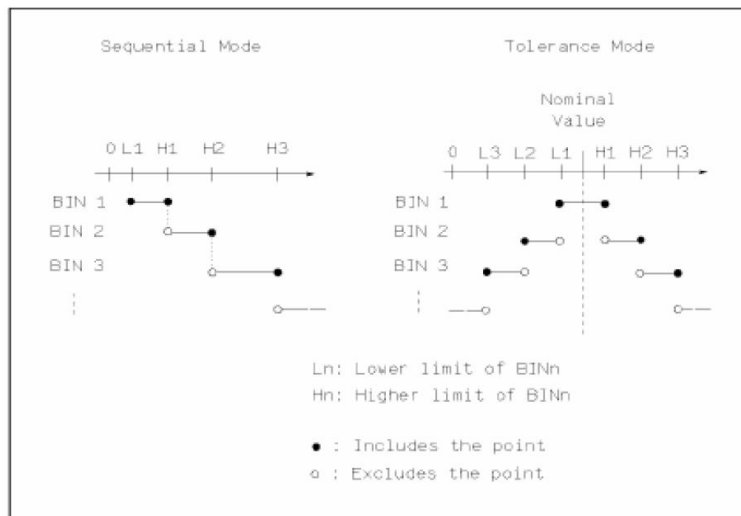 Sequential Mode
Tolerance Mode
Nominal
Value
0 L1 H1 H2 H3
0 L3 L2 L1 H1 H2 H3
BIN 1
BIN 1
BIN 2
BIN 2
BIN 3
BIN 3
Ln: Lower limit of BINn
Hn: Higher limit of BINn
● : Includes the point
○ : Excludes the point